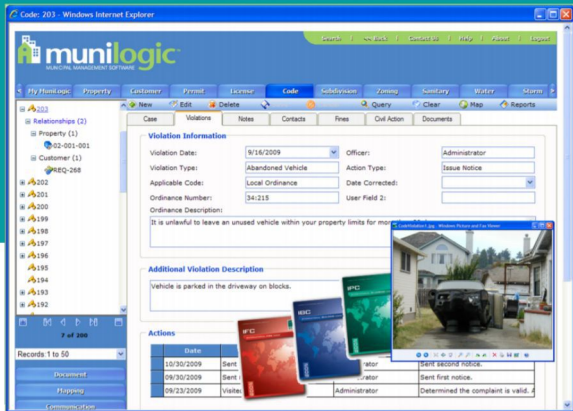 Code: 203 - Windows Internet Explorer
Search | << Back | Contact Us | Help | About | Logout
munilogic
MUNICIPAL MANAGEMENT SOFTWARE
My MuniLogic Property Customer Permit License Code Subdivision Zoning Sanitary Water Storm
New Edit Delete Query Clear Map Reports
203
Relationships (2)
Property (1)
02-001-001
Customer (1)
REQ-268
202
201
200
199
198
197
196
195
194
193
192
7 of 200
Records:1 to 50
Document
Mapping
Communication
Case Violations Notes Contacts Fines Civil Action Documents
Violation Information
Violation Date: 9/16/2009 Officer: Administrator
Violation Type: Abandoned Vehicle Action Type: Issue Notice
Applicable Code: Local Ordinance Date Corrected:
Ordinance Number: 34:215 User Field 2:
Ordinance Description:
It is unlawful to leave an unused vehicle within your property limits for
Additional Violation Description
Vehicle is parked in the driveway on blocks.
Actions
Date
10/30/2009 Sent Sent second notice.
09/30/2009 Sent Sent first notice.
09/23/2009 Administrator Determined the complaint is valid.
IFC
IBC
IPC
Windows Picture and Fax Viewer